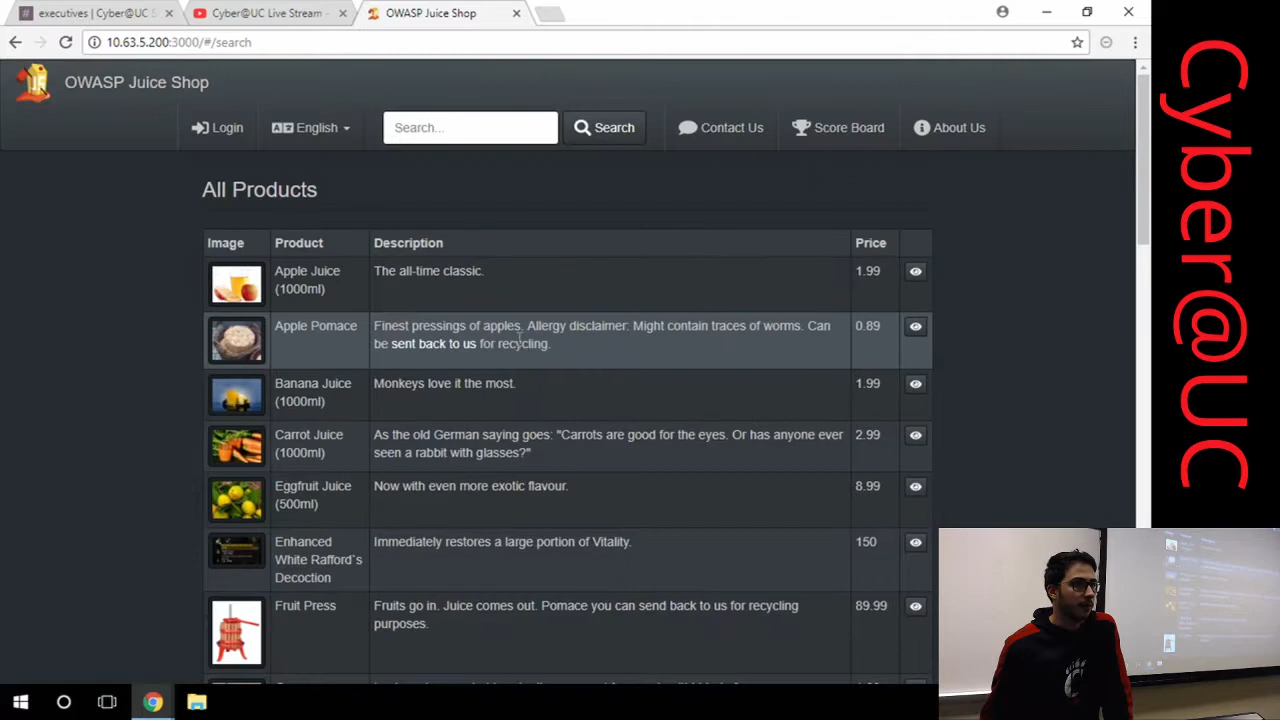 executives | Cyber@UC S
Cyber@UC Live Stream -
OWASP Juice Shop
10.63.5.200:3000/#/search
OWASP Juice Shop
Login
English
Search...
Search
Contact Us
Score Board
About Us
All Products
Image Product Description Price
Apple Juice
(1000ml)
The all-time classic.
1.99
Apple Pomace
Finest pressings of apples. Allergy disclaimer: Might contain traces of worms. Can
be sent back to us for recycling.
0.89
Banana Juice
(1000ml)
Monkeys love it the most.
1.99
Carrot Juice
(1000ml)
As the old German saying goes: "Carrots are good for the eyes. Or has anyone ever
seen a rabbit with glasses?"
2.99
Eggfruit Juice
(500ml)
Now with even more exotic flavour.
8.99
Enhanced
White Rafford`s
Decoction
Immediately restores a large portion of Vitality.
150
Fruit Press
Fruits go in. Juice comes out. Pomace you can send back to us for recycling
purposes.
89.99
Cyber@UC